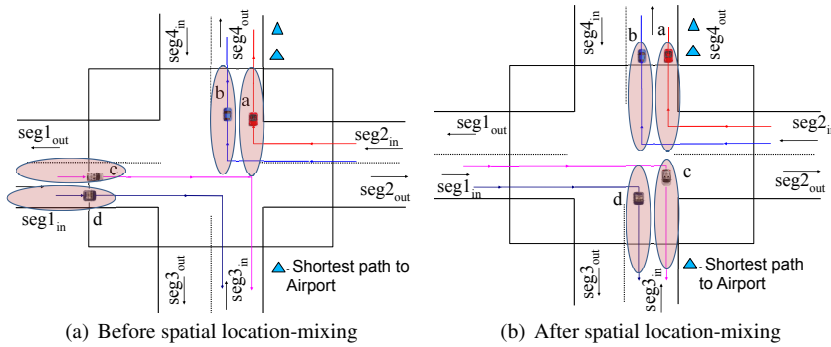 seg4in
seg4out
b
a
seg1out
seg2in
c
seg2out
seg1in
d
seg3out
seg3in
- Shortest path to
Airport
(a) Before spatial location-mixing
seg4in
b
a
seg4out
seg1out
seg2in
seg1in
c
seg2out
d
seg3out
seg3in
- Shortest path
to Airport
(b) After spatial location-mixing